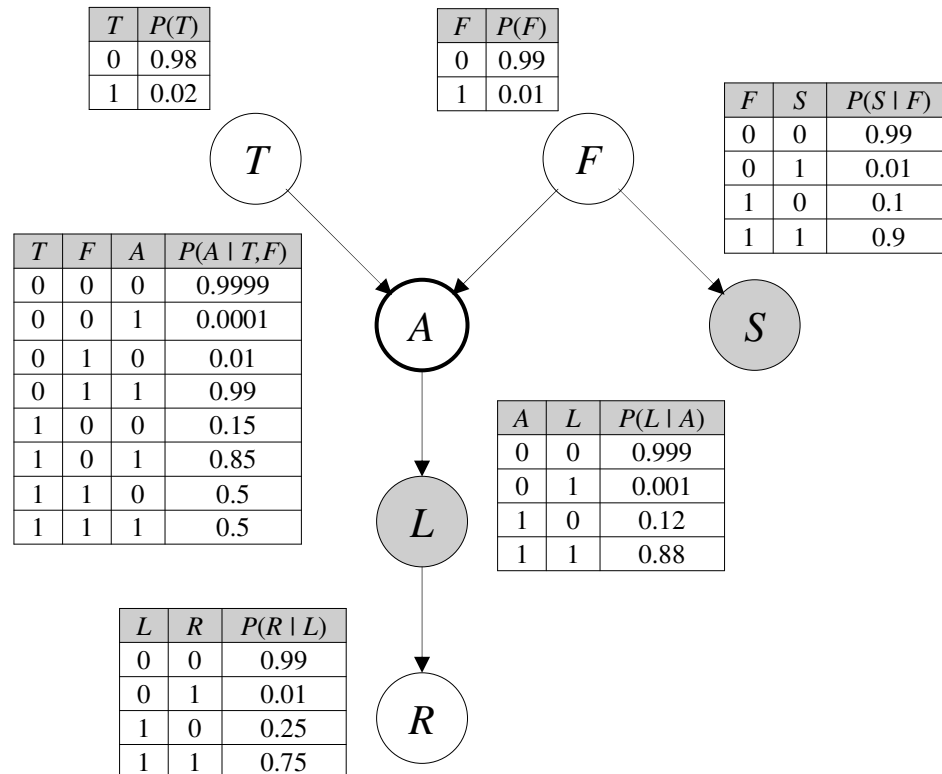 T P(T)
0 0.98
1 0.02
F P(F)
0 0.99
1 0.01
F S P(S | F)
0 0 0.99
0 1 0.01
1 0 0.1
1 1 0.9
T
F
T F A P(A | T,F)
0 0 0 0.9999
0 0 1 0.0001
0 1 0 0.01
0 1 1 0.99
1 0 0 0.15
1 0 1 0.85
1 1 0 0.5
1 1 1 0.5
A
S
A L P(L | A)
0 0 0.999
0 1 0.001
1 0 0.12
1 1 0.88
L
L R P(R | L)
0 0 0.99
0 1 0.01
1 0 0.25
1 1 0.75
R